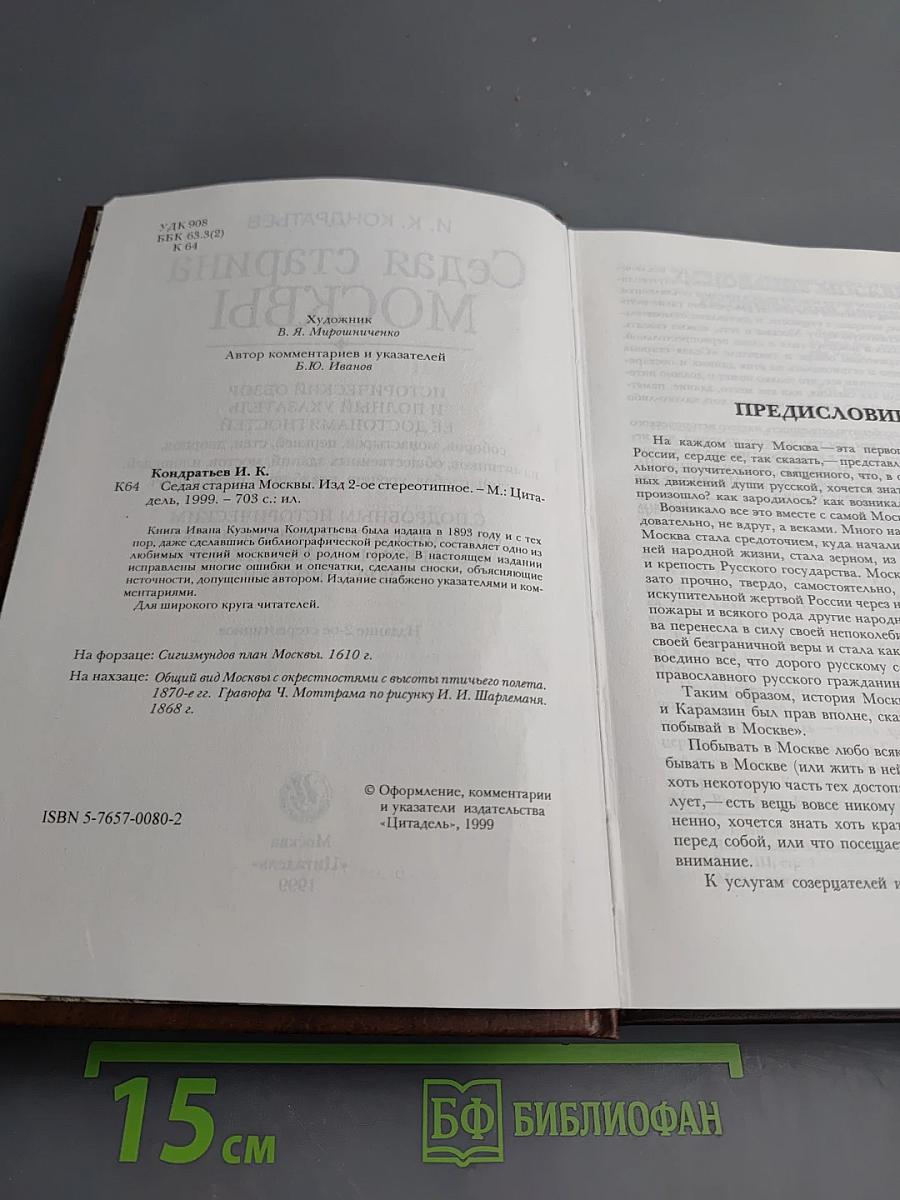 УДК 908
ББК 63.3(2)
К 64
Художник
В. Я. Мирошниченко
Автор комментариев и указателей
Б.Ю. Иванов
Кондратьев И. К.
К64 Седая старина Москвы. Изд 2-ое стереотипное. – М.: Цита-
дель, 1999. – 703 с.: ил.
Книга Ивана Кузьмича Кондратьева была издана в 1893 году и с тех
пор, даже сделавшись библиографической редкостью, составляет одно из
любимых чтений москвичей о родном городе. В настоящем издании
исправлены многие ошибки и опечатки, сделаны сноски, объясняющие
неточности, допущенные автором. Издание снабжено указателями и ком-
ментариями.
Для широкого круга читателей.
На форзаце: Сигизмундов план Москвы. 1610 г.
На нахзаце: Общий вид Москвы с окрестностями с высоты птичьего полета.
1870-е гг. Гравюра Ч. Моттрама по рисунку И. И. Шарлеманя.
1868 г.
ISBN 5-7657-0080-2
© Оформление, комментарии
и указатели издательства
«Цитадель», 1999
ПРЕДИСЛОВИ
На каждом шагу Москва—эта перво
России, сердце ее, так сказать,— представл
льного, поучительного, священного, что, в
ных движений души русской, хочется знат
произошло? как зародилось? как возника
Возникало все это вместе с самой Мос
довательно, не вдруг, а веками. Много на
Москва стала средоточием, куда начали
ней народной жизни, стала зерном, из
и крепость Русского государства. Моск
зато прочно, твердо, самостоятельно,
искупительной жертвой России через н
пожары и всякого рода другие народн
ва перенесла в силу своей непоколеб
своей безграничной веры и стала как
воедино все, что дорого русскому с
православного русского гражданин
Таким образом, история Моск
и Карамзин был прав вполне, ска
побывай в Москве».
Побывать в Москве любо всяк
бывать в Москве (или жить в ней
хоть некоторую часть тех достоп
лует,—есть вещь вовсе никому
ненно, хочется знать хоть крат
перед собой, или что посещае
внимание.
К услугам созерцателей и
15 см
БФ БИБЛИОФАН